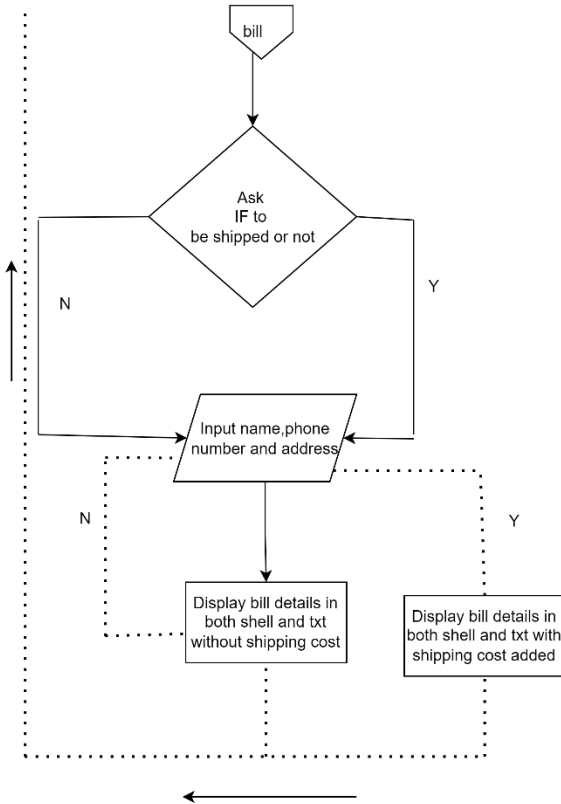 bill
Ask
IF to
be shipped or not
N
Y
Input name,phone
number and address
N
Y
Display bill details in
both shell and txt
without shipping cost
Display bill details in
both shell and txt with
shipping cost added